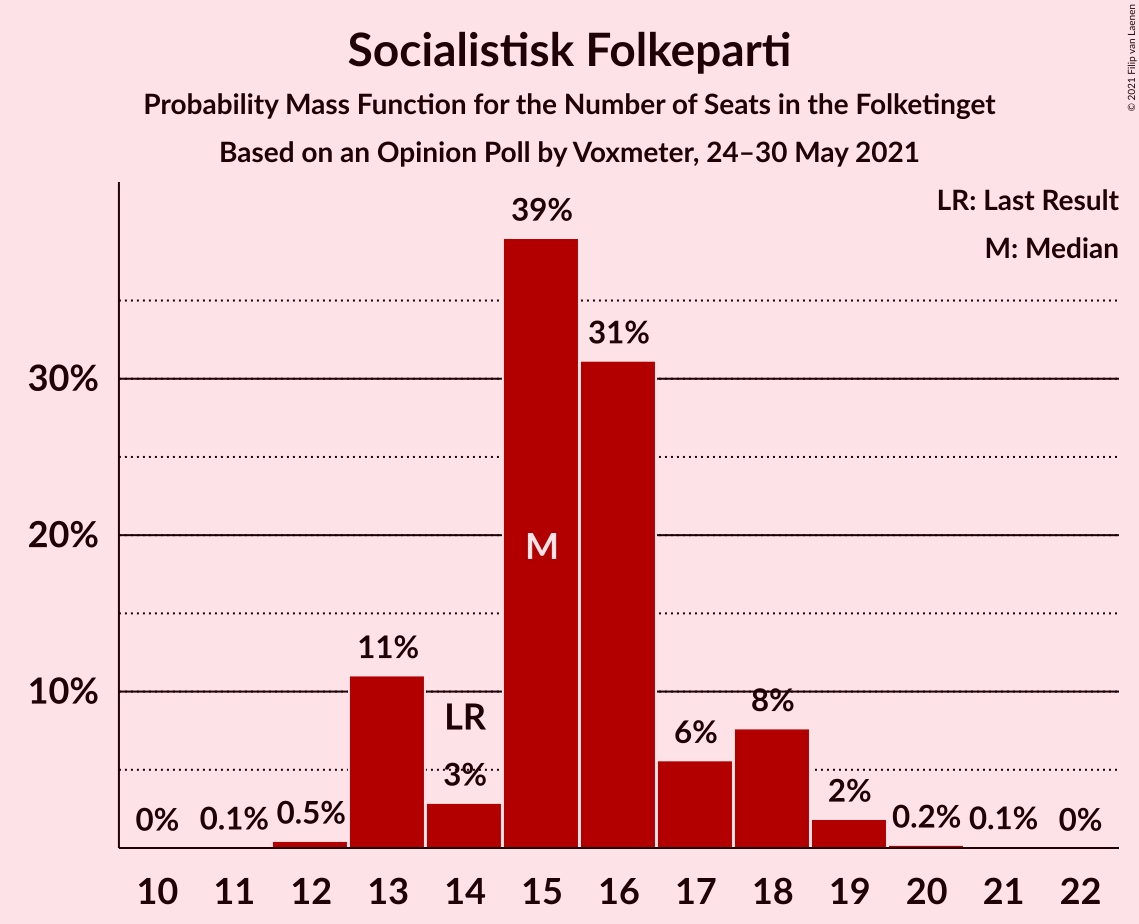 Socialistisk Folkeparti
Probability Mass Function for the Number of Seats in the Folketinget
Based on an Opinion Poll by Voxmeter, 24–30 May 2021
© 2021 Filip van Laenen
LR: Last Result
M: Median
39%
31%
30%
20%
M
11%
10%
LR
8%
6%
3%
2%
0%
0.1%
0.5%
0.2%
0.1%
0%
10 11 12 13 14 15 16 17 18 19 20 21 22